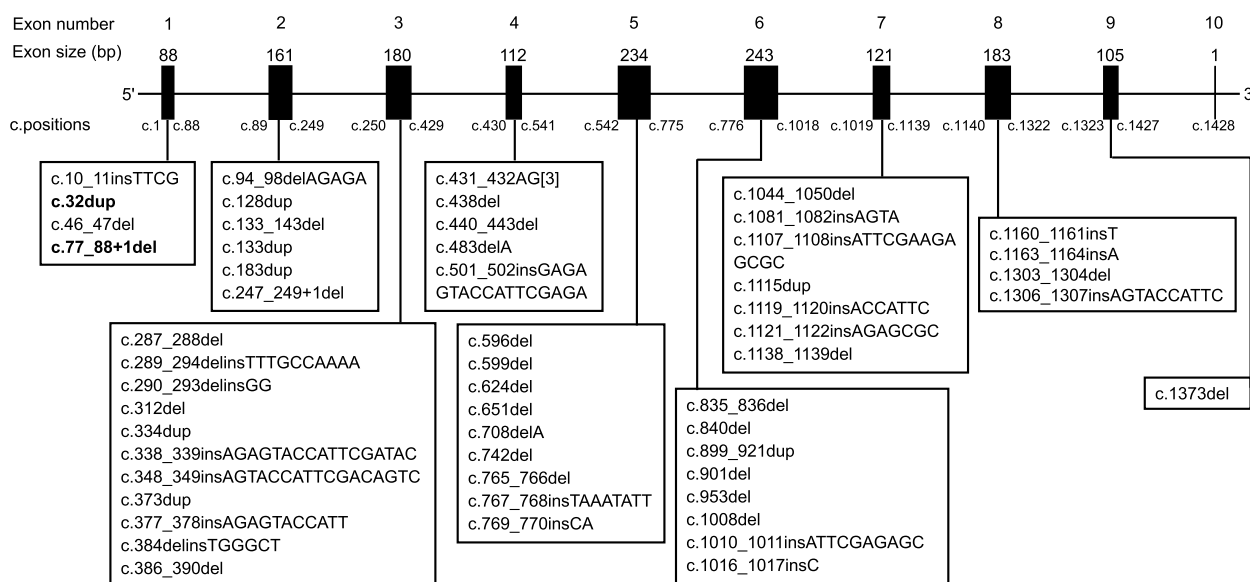 Exon number 1 2 3 4 5 6 7 8 9 10
Exon size (bp) 88 161 180 112 234 243 121 183 105 1
5' 3
c.positions c.1 c.88 c.89 c.249 c.250 c.429 c.430 c.541 c.542 c.775 c.776 c.1018 c.1019 c.1139 c.1140 c.1322 c.1323 c.1427 c.1428
c.10_11insTTCG
c.32dup
c.46_47del
c.77_88+1del
c.94_98delAGAGA
c.128dup
c.133_143del
c.133dup
c.183dup
c.247_249+1del
c.287_288del
c.289_294delinsTTTGCCAAAA
c.290_293delinsGG
c.312del
c.334dup
c.338_339insAGAGTACCATTCGATAC
c.348_349insAGTACCATTCGACAGTC
c.373dup
c.377_378insAGAGTACCATT
c.384delinsTGGGCT
c.386_390del
c.431_432AG[3]
c.438del
c.440_443del
c.483delA
c.501_502insGAGA
GTACCATTCGAGA
c.596del
c.599del
c.624del
c.651del
c.708delA
c.742del
c.765_766del
c.767_768insTAAATATT
c.769_770insCA
c.835_836del
c.840del
c.899_921dup
c.901del
c.953del
c.1008del
c.1010_1011insATTCGAGAGC
c.1016_1017insC
c.1044_1050del
c.1081_1082insAGTA
c.1107_1108insATTCGAAGA
GCGC
c.1115dup
c.1119_1120insACCATTC
c.1121_1122insAGAGCGC
c.1138_1139del
c.1160_1161insT
c.1163_1164insA
c.1303_1304del
c.1306_1307insAGTACCATTC
c.1373del